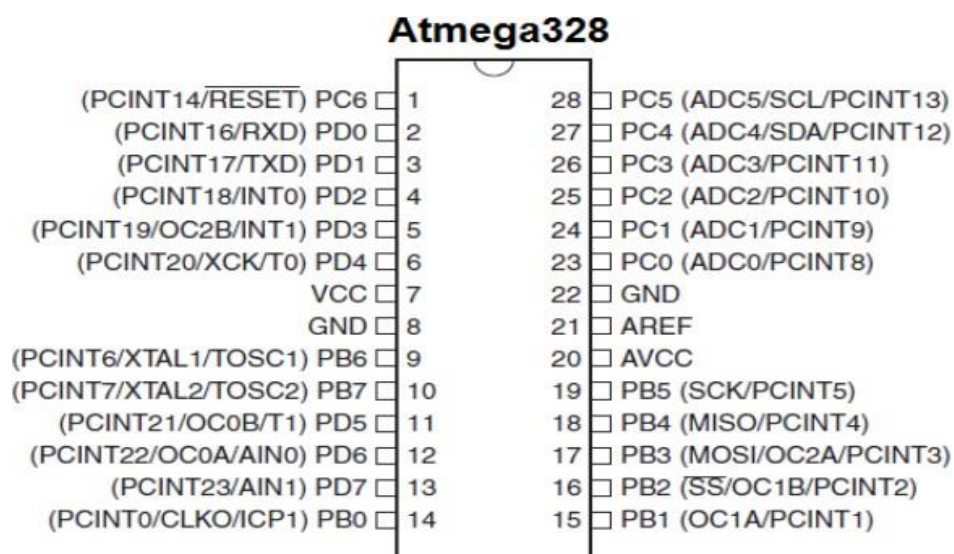 Atmega328
(PCINT14/RESET) PC6 1 28 PC5 (ADC5/SCL/PCINT13)
(PCINT16/RXD) PD0 2 27 PC4 (ADC4/SDA/PCINT12)
(PCINT17/TXD) PD1 3 26 PC3 (ADC3/PCINT11)
(PCINT18/INT0) PD2 4 25 PC2 (ADC2/PCINT10)
(PCINT19/OC2B/INT1) PD3 5 24 PC1 (ADC1/PCINT9)
(PCINT20/XCK/T0) PD4 6 23 PC0 (ADC0/PCINT8)
VCC 7 22 GND
GND 8 21 AREF
(PCINT6/XTAL1/TOSC1) PB6 9 20 AVCC
(PCINT7/XTAL2/TOSC2) PB7 10 19 PB5 (SCK/PCINT5)
(PCINT21/OC0B/T1) PD5 11 18 PB4 (MISO/PCINT4)
(PCINT22/OC0A/AIN0) PD6 12 17 PB3 (MOSI/OC2A/PCINT3)
(PCINT23/AIN1) PD7 13 16 PB2 (SS/OC1B/PCINT2)
(PCINT0/CLKO/ICP1) PB0 14 15 PB1 (OC1A/PCINT1)